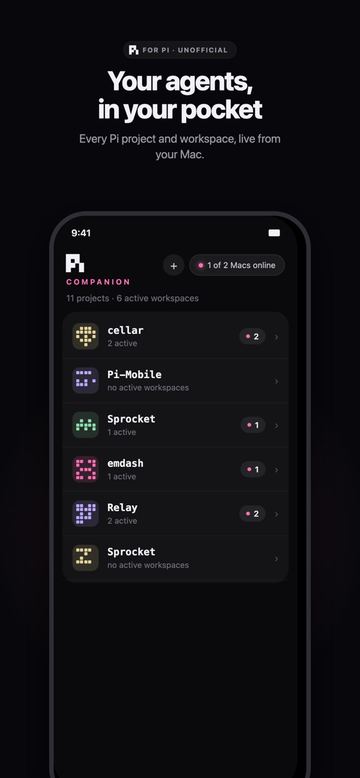 FOR PI · UNOFFICIAL
Your agents,
in your pocket
Every Pi project and workspace, live from
your Mac.
9:41
+
1 of 2 Macs online
COMPANION
11 projects · 6 active workspaces
cellar
2 active
2
Pi-Mobile
no active workspaces
Sprocket
1 active
1
emdash
1 active
1
Relay
2 active
2
Sprocket
no active workspaces